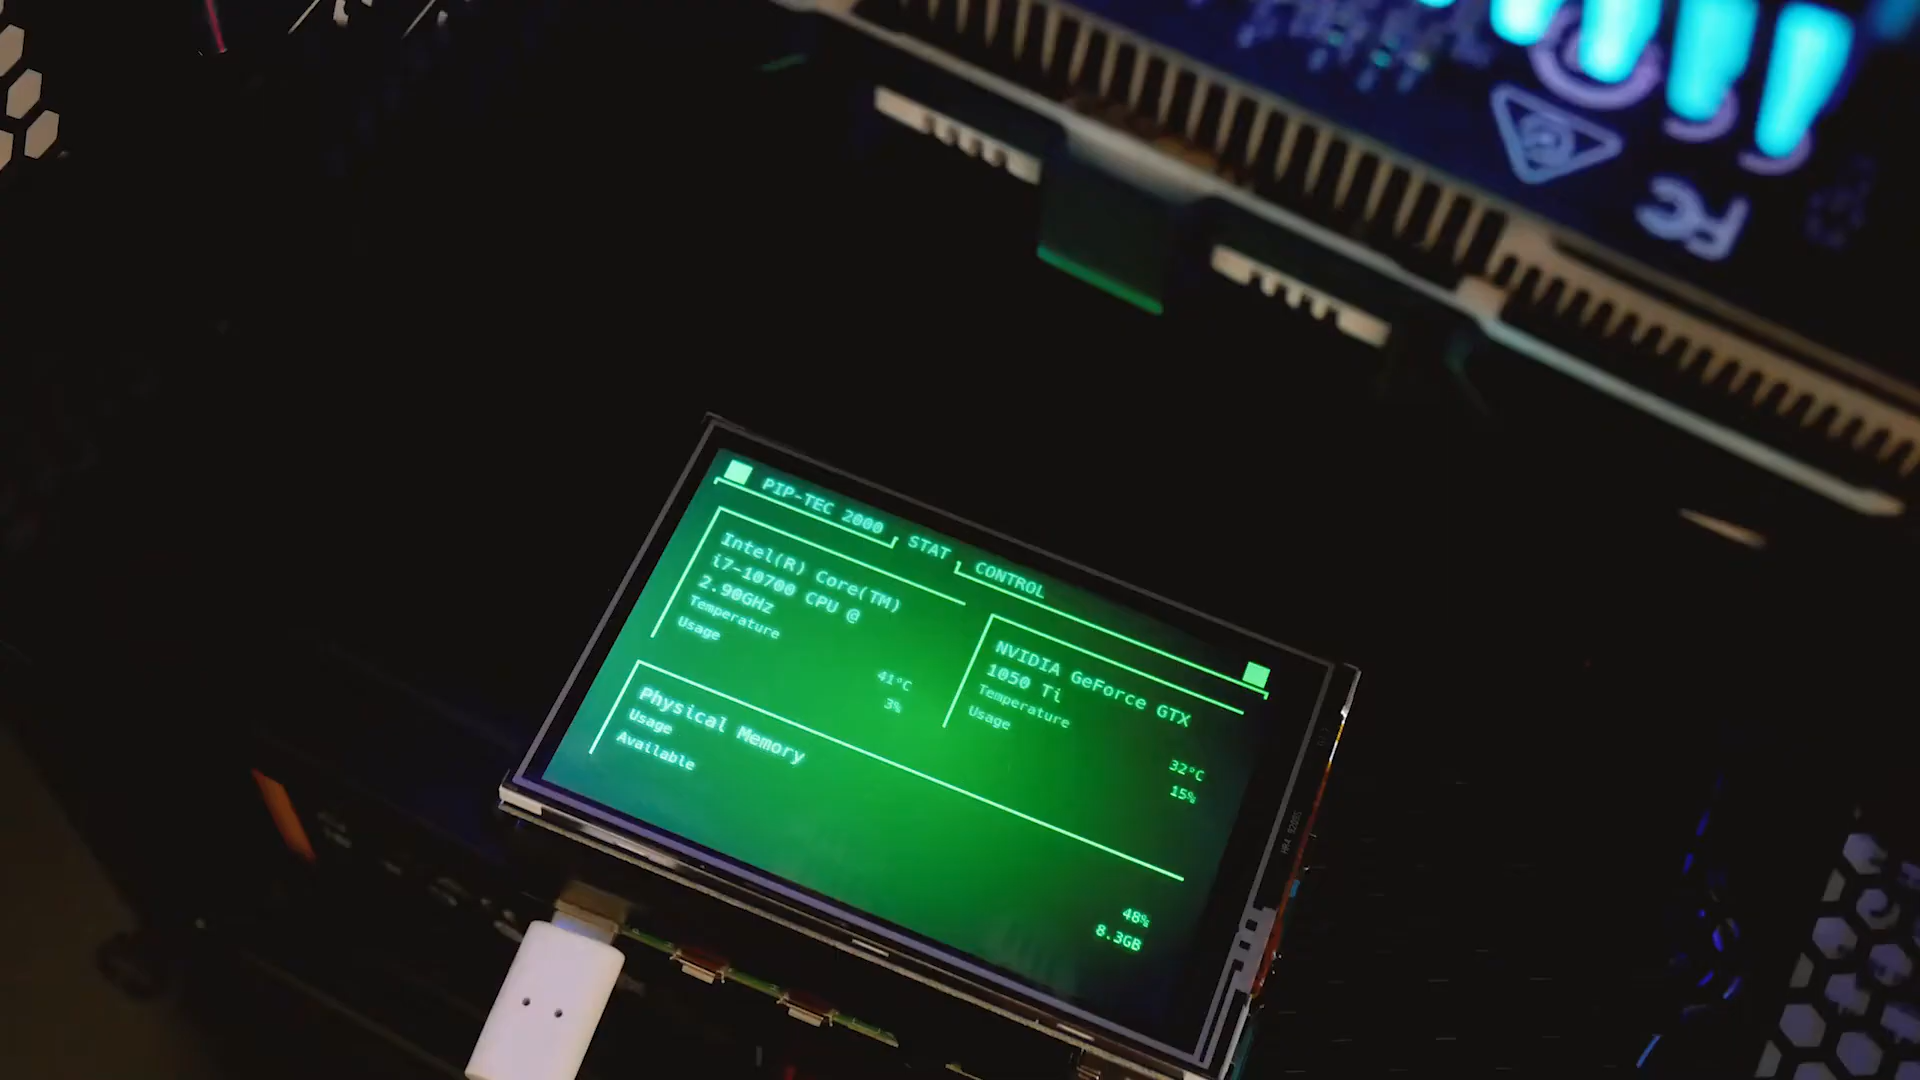 PIP-TEC 2000 STAT CONTROL
Intel(R) Core(TM)
i7-10700 CPU @
2.90GHz
Temperature 41°C
Usage 3%
NVIDIA GeForce GTX
1050 Ti
Temperature 32°C
Usage 15%
Physical Memory
Usage 48%
Available 8.3GB
FC